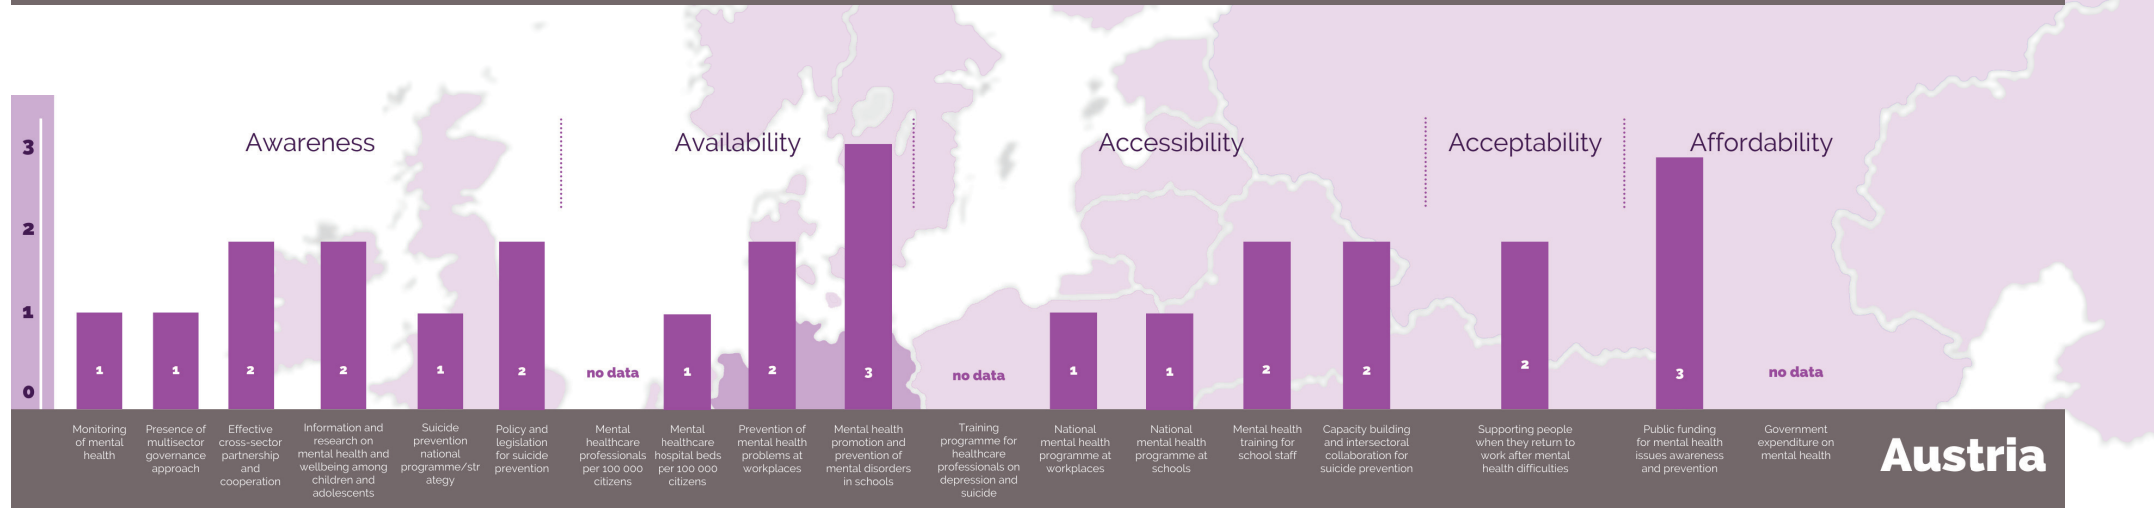 Awareness
Availability
Accessibility
Acceptability
Affordability
3
2
1
0
1
1
2
2
1
2
no data
1
2
3
no data
1
1
2
2
2
3
no data
Monitoring
of mental
health
Presence of
multisector
governance
approach
Effective
cross-sector
partnership
and
cooperation
Information and
research on
mental health and
wellbeing among
children and
adolescents
Suicide
prevention
national
programme/str
ategy
Policy and
legislation
for suicide
prevention
Mental
healthcare
professionals
per 100 000
citizens
Mental
healthcare
hospital beds
per 100 000
citizens
Prevention of
mental health
problems at
workplaces
Mental health
promotion and
prevention of
mental disorders
in schools
Training
programme for
healthcare
professionals on
depression and
suicide
National
mental health
programme at
workplaces
National
mental health
programme at
schools
Mental health
training for
school staff
Capacity building
and intersectoral
collaboration for
suicide prevention
Supporting people
when they return to
work after mental
health difficulties
Public funding
for mental health
issues awareness
and prevention
Government
expenditure on
mental health
Austria